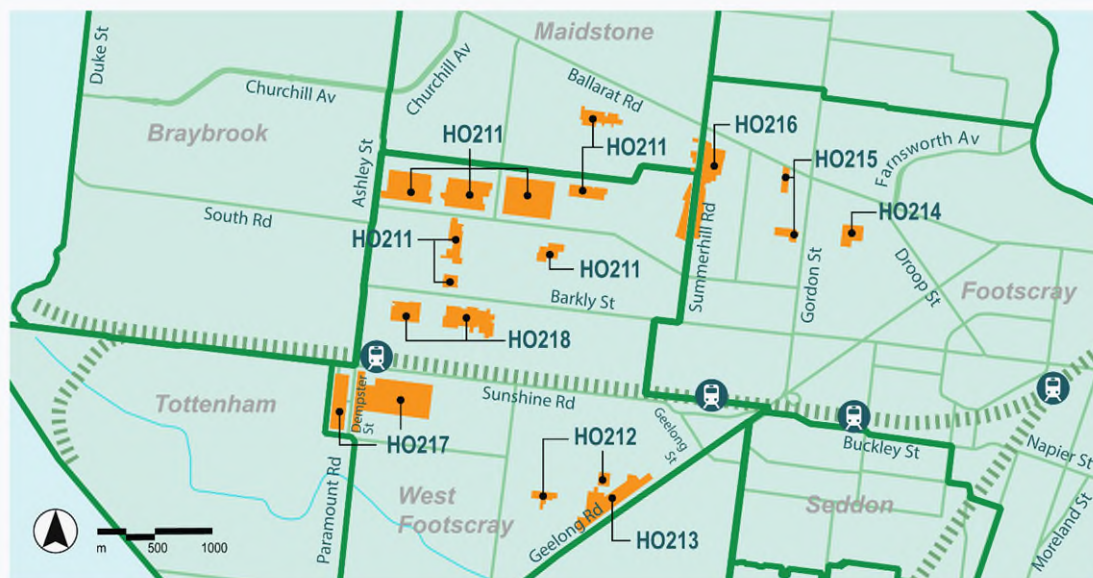 Duke St
Maidstone
Churchill Av
Churchill Av
Ballarat Rd
Braybrook
HO211
HO211
HO216
HO215
Farnsworth Av
Ashley St
South Rd
HO214
HO211
HO211
Summerhill Rd
Gordon St
Droop St
Footscray
Barkly St
HO218
Dempster
St
Sunshine Rd
Tottenham
Geelong
St
HO217
HO212
Buckley St
Napier St
Paramount Rd
West
Footscray
Geelong Rd
HO213
Seddon
Moreland St
m 500 1000